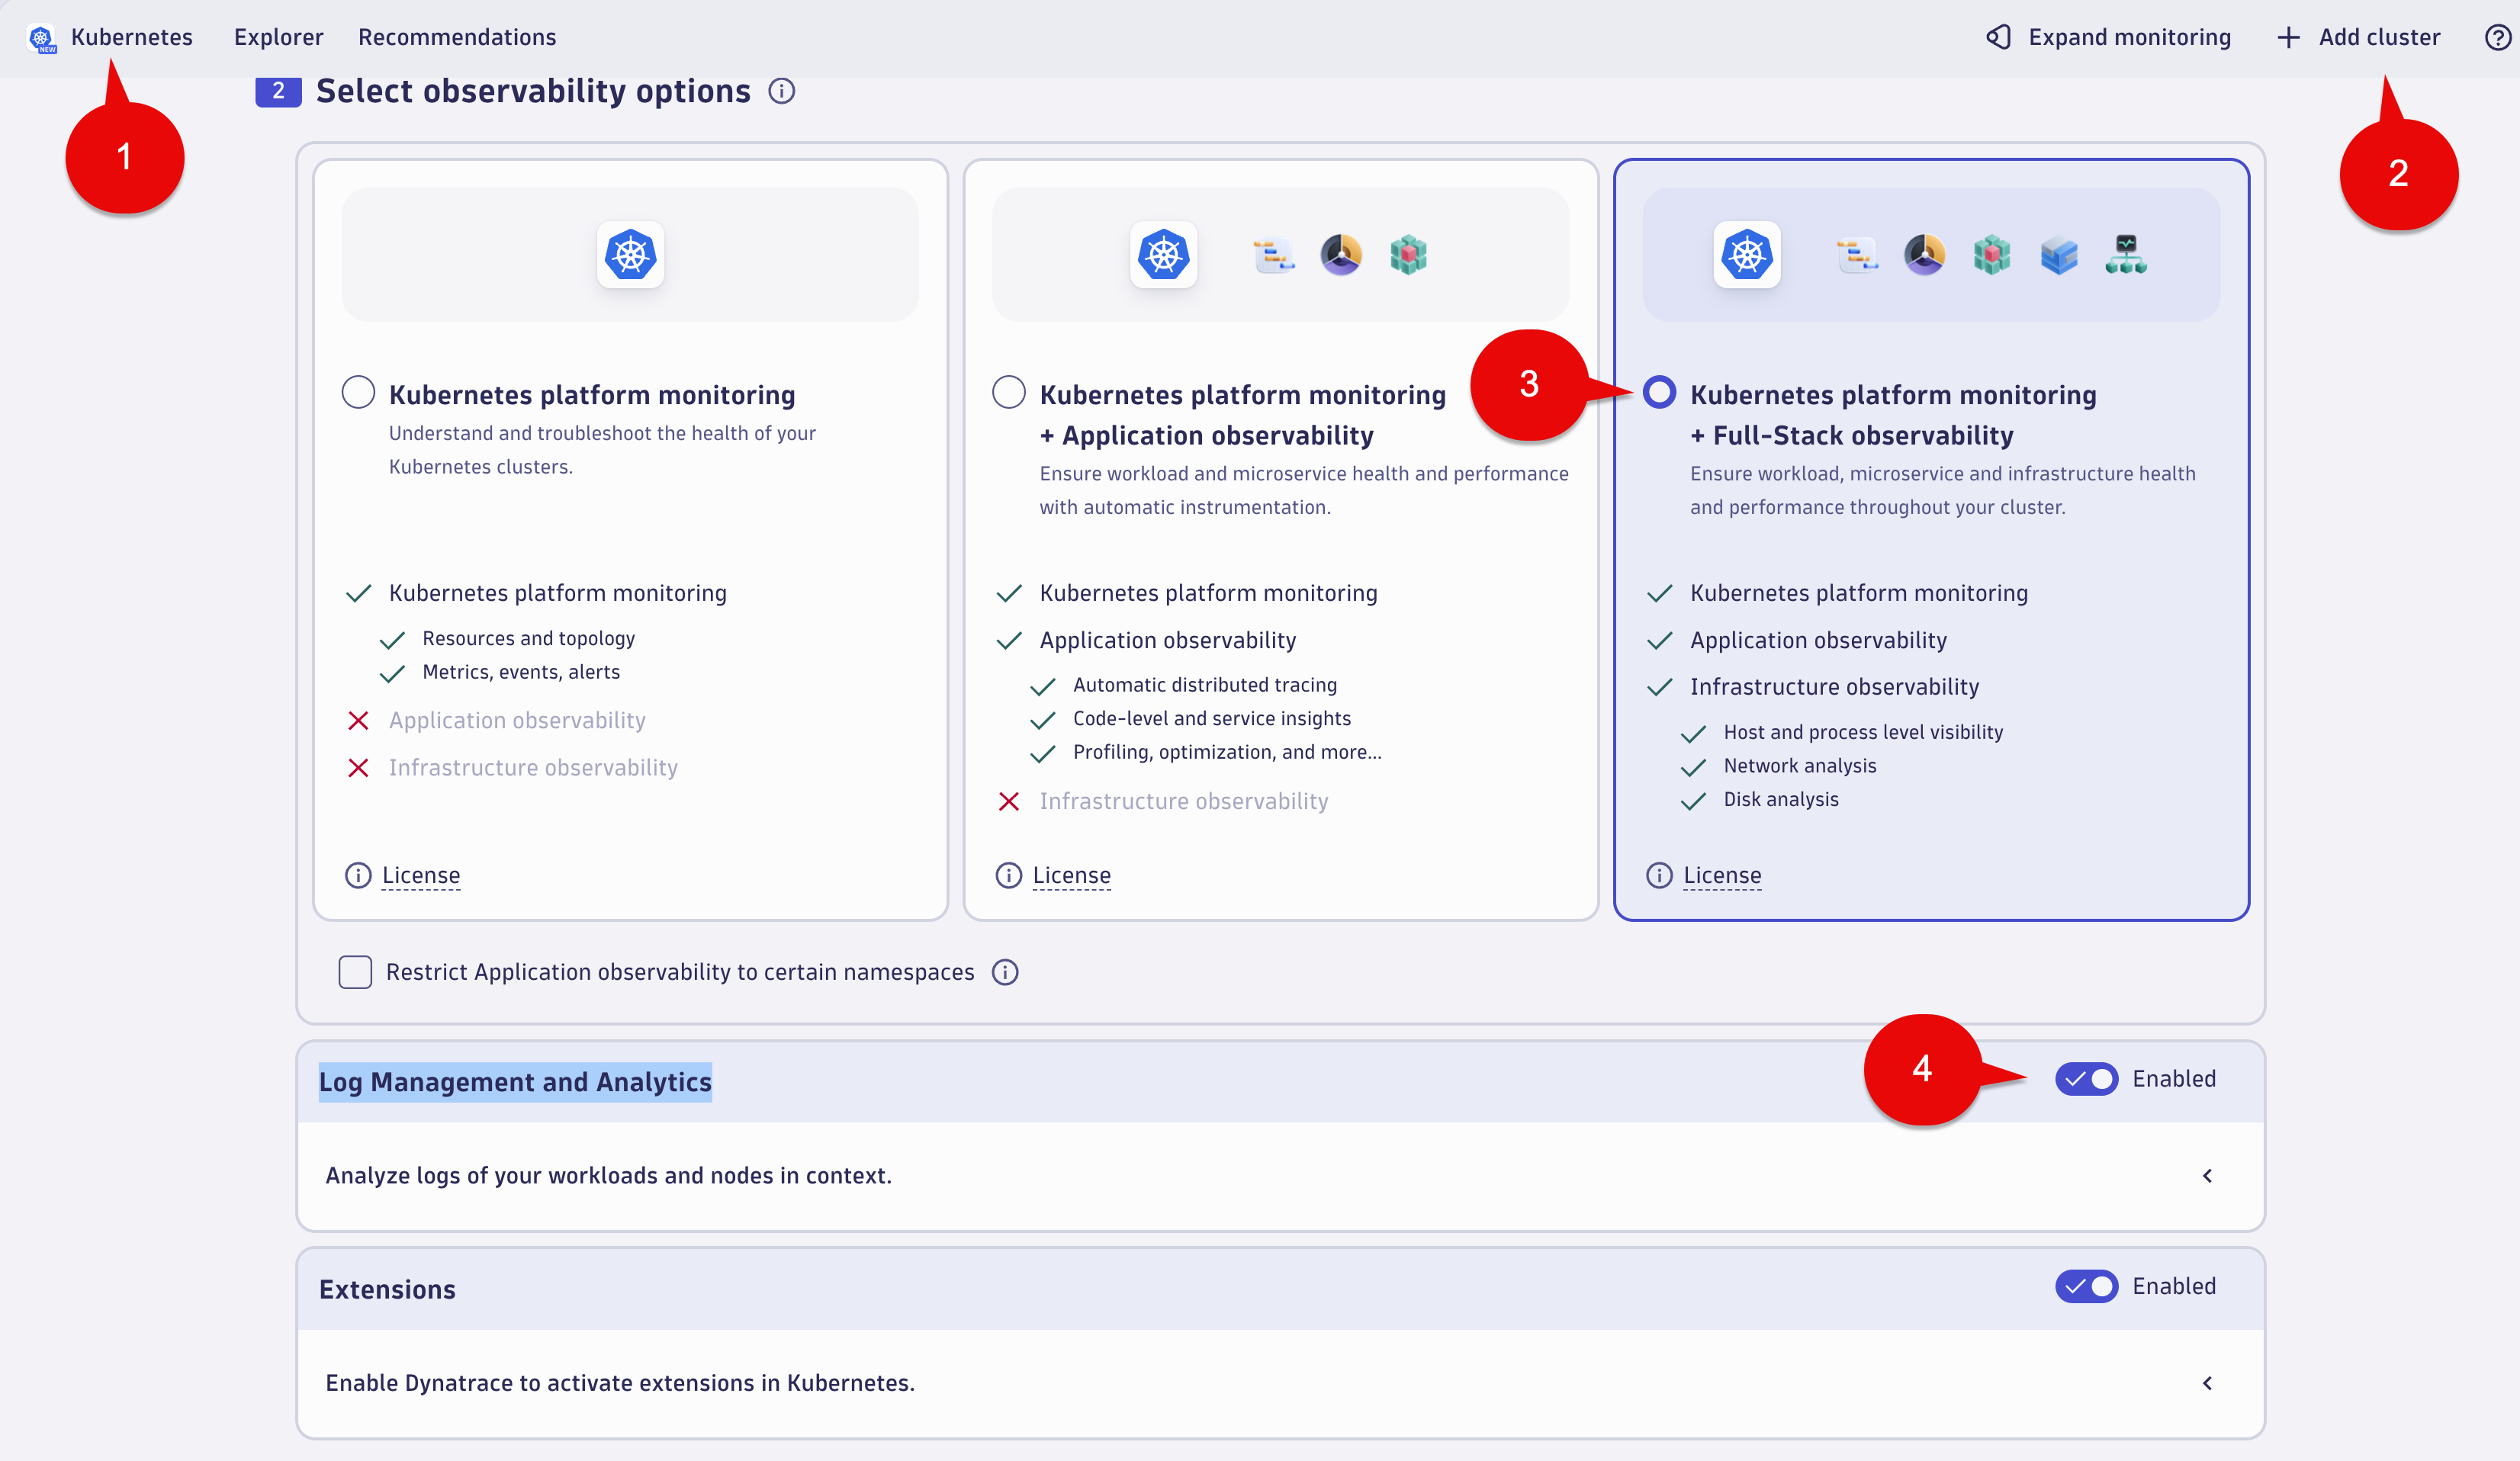 NEW
Kubernetes
Explorer
Recommendations
Expand monitoring
Add cluster
1
2
2
Select observability options
3
Kubernetes platform monitoring
Understand and troubleshoot the health of your
Kubernetes clusters.
Kubernetes platform monitoring
Resources and topology
Metrics, events, alerts
Application observability
Infrastructure observability
License
Kubernetes platform monitoring
+ Application observability
Ensure workload and microservice health and performance
with automatic instrumentation.
Kubernetes platform monitoring
Application observability
Automatic distributed tracing
Code-level and service insights
Profiling, optimization, and more...
Infrastructure observability
License
Kubernetes platform monitoring
+ Full-Stack observability
Ensure workload, microservice and infrastructure health
and performance throughout your cluster.
Kubernetes platform monitoring
Application observability
Infrastructure observability
Host and process level visibility
Network analysis
Disk analysis
License
Restrict Application observability to certain namespaces
Log Management and Analytics
4
Enabled
Analyze logs of your workloads and nodes in context.
Extensions
Enabled
Enable Dynatrace to activate extensions in Kubernetes.